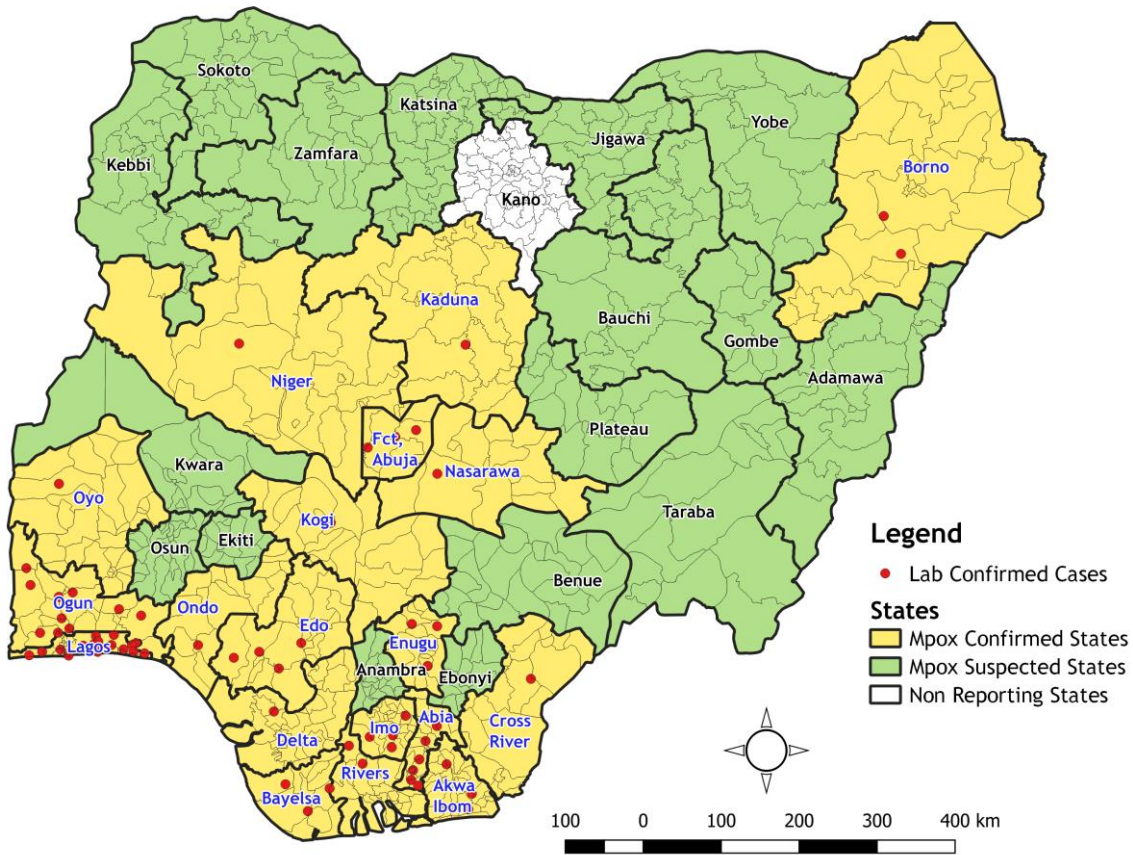 Sokoto
Katsina
Yobe
Jigawa
Zamfara
Kebbi
Borno
Kano
Kaduna
Bauchi
Gombe
Niger
Adamawa
Plateau
Fct,
Abuja
Nasarawa
Kwara
Oyo
Taraba
Kogi
Osun
Ekiti
Benue
Ogun
Ondo
Edo
Lagos
Enugu
Anambra
Ebonyi
Abia
Cross
River
Imo
Delta
Rivers
Bayelsa
Akwa
Ibom
Legend
Lab Confirmed Cases
States
Mpox Confirmed States
Mpox Suspected States
Non Reporting States
100 0 100 200 300 400 km